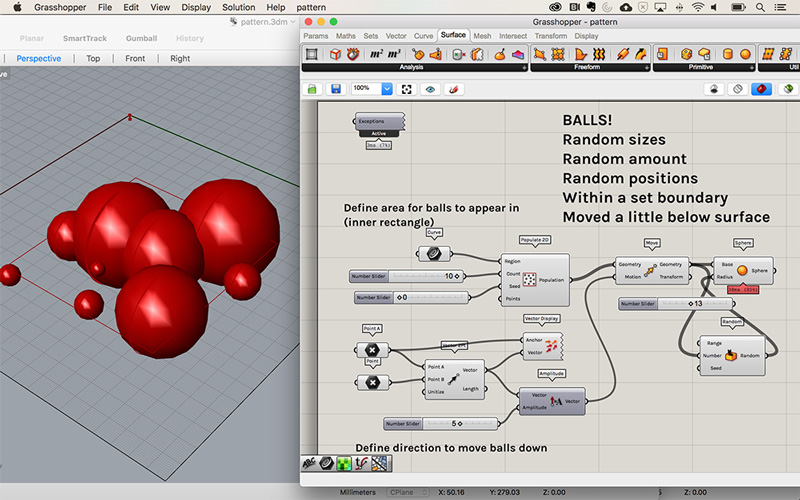 Grasshopper File Edit View Display Solution Help pattern
pattern.3dm
Grasshopper - pattern
Planar SmartTrack Gumball History
Perspective Top Front Right
Params Maths Sets Vector Curve Surface Mesh Intersect Transform Display
Analysis Freeform Primitive Util
100%
Exceptions
Active
BALLS!
Random sizes
Random amount
Random positions
Within a set boundary
Moved a little below surface
Define area for balls to appear in
(inner rectangle)
Curve
Populate 2D
Region
Count
Seed
Points
Population
Number Slider 10
Number Slider 0
Move
Geometry Geometry
Motion Transform
Sphere
Base
Radius
Sphere
Number Slider 13
Random
Range
Number
Seed
Random
Point A
Point
Vector Display
Anchor
Vector
Point A
Point B
Unitize
Vector
Length
Amplitude
Vector
Amplitude
Vector
Number Slider 5
Define direction to move balls down
Millimeters CPlane X: 50.16 Y: 279.03 Z: 0.00 Z: 0.00